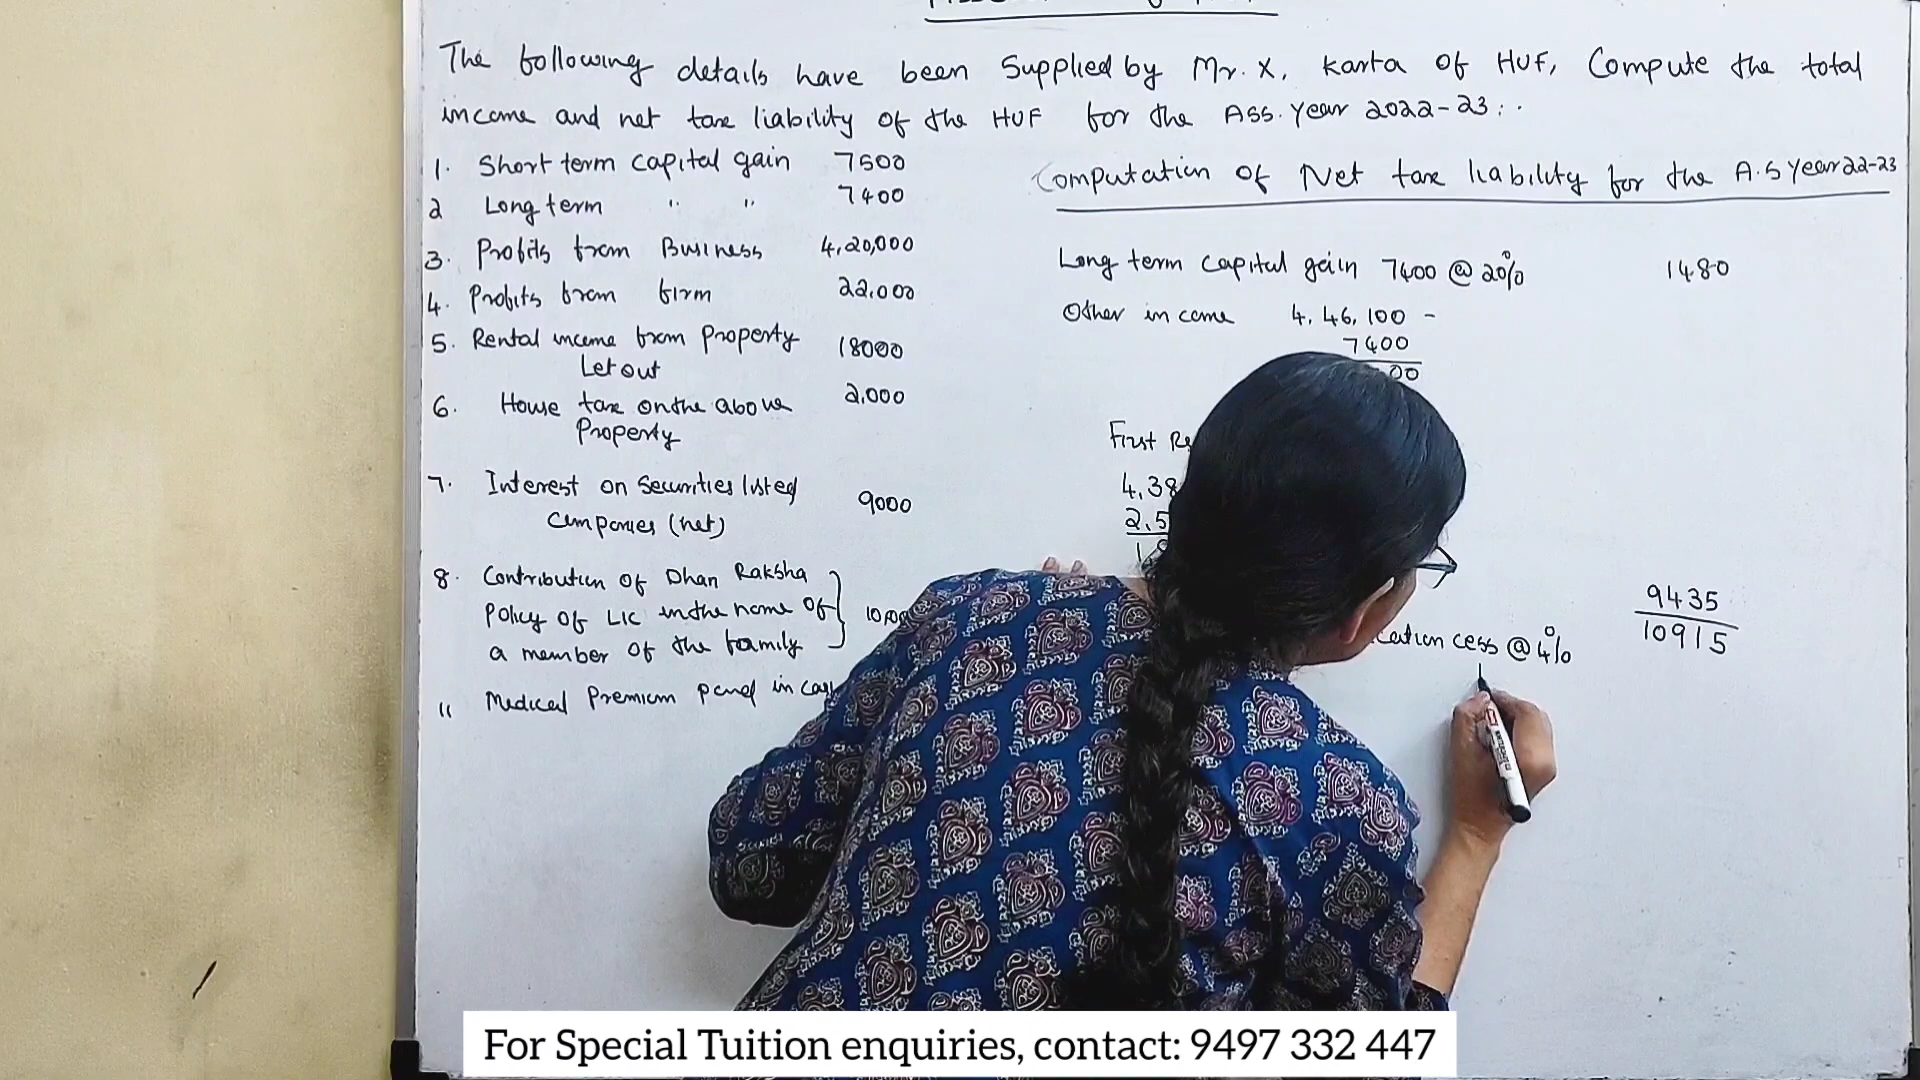 The following details have been supplied by Mr. X, Karta of HUF, Compute the total
income and net tax liability of the HUF for the Ass. Year 2022-23:-
1. Short term capital gain 7500
2 Long term " " 7400
3. Profits from Business 4,20,000
4. Profits from firm 22,000
5. Rental income from Property 18000
Let out
6. House tax on the above 2,000
Property
7. Interest on Securities listed 9000
Companies (net)
8. Contribution of Dhan Raksha
Policy of LIC in the name of
a member of the family
11 Medical Premium paid in
Computation of Net tax liability for the A.S Year 22-23
Long term capital gain 7400 @ 20% 1480
Other income 4,46,100 -
7400
00
First
4,38
2,5
9435
10915
cation cess @ 4%
For Special Tuition enquiries, contact: 9497 332 447